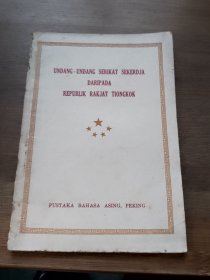 UNDANG-UNDANG SERIKAT SEKERDJA
DARIPADA
REPUBLIK RAKJAT TIONGKOK
PUSTAKA BAHASA ASING, PEKING